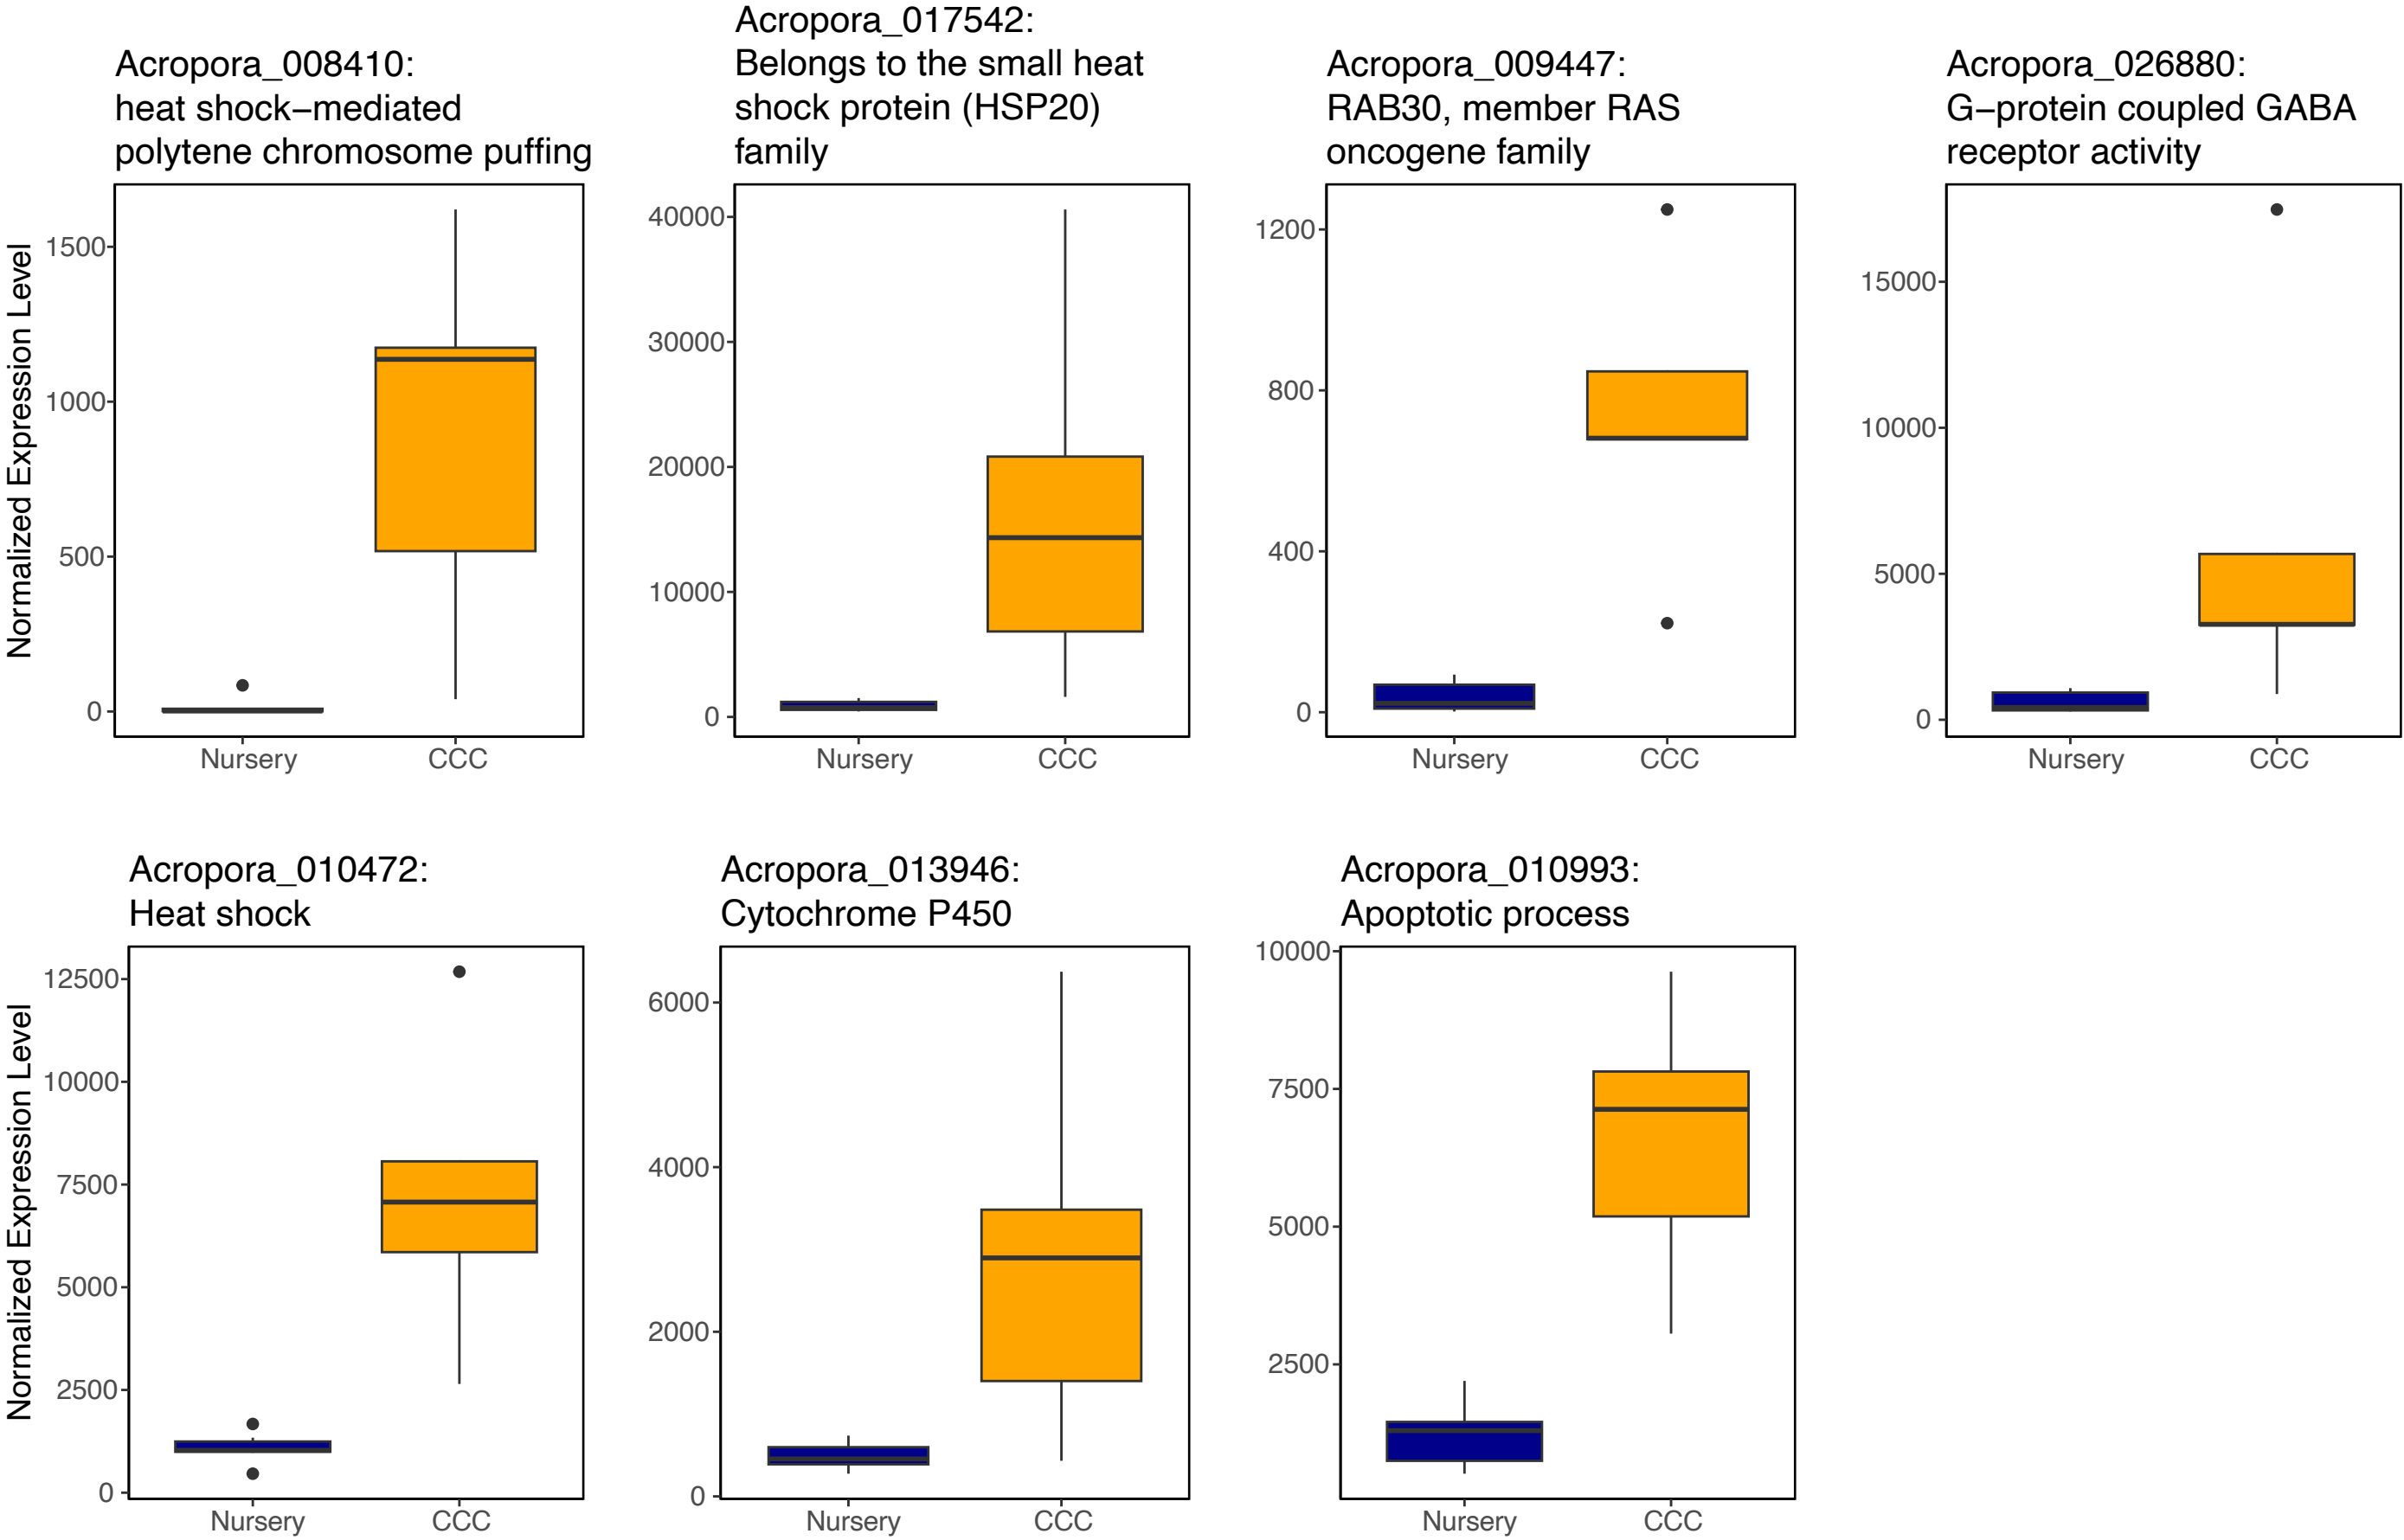 Acropora_008410:
heat shock−mediated
polytene chromosome puffing
Normalized Expression Level
1500
1000
500
0
Nursery CCC
Acropora_017542:
Belongs to the small heat
shock protein (HSP20)
family
40000
30000
20000
10000
0
Nursery CCC
Acropora_009447:
RAB30, member RAS
oncogene family
1200
800
400
0
Nursery CCC
Acropora_026880:
G−protein coupled GABA
receptor activity
15000
10000
5000
0
Nursery CCC
Acropora_010472:
Heat shock
Normalized Expression Level
12500
10000
7500
5000
2500
0
Nursery CCC
Acropora_013946:
Cytochrome P450
6000
4000
2000
0
Nursery CCC
Acropora_010993:
Apoptotic process
10000
7500
5000
2500
Nursery CCC